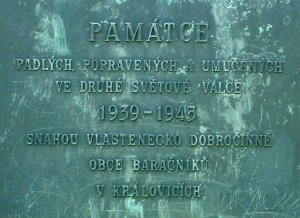 PAMÁTCE
PADLÝCH, POPRAVENÝCH A UMUČENÝCH
VE DRUHÉ SVĚTOVÉ VÁLCE
1939-1945
SNAHOU VLASTENECKO DOBROČINNÉ
OBCE BARÁČNÍKŮ
V KRÁLOVICÍCH